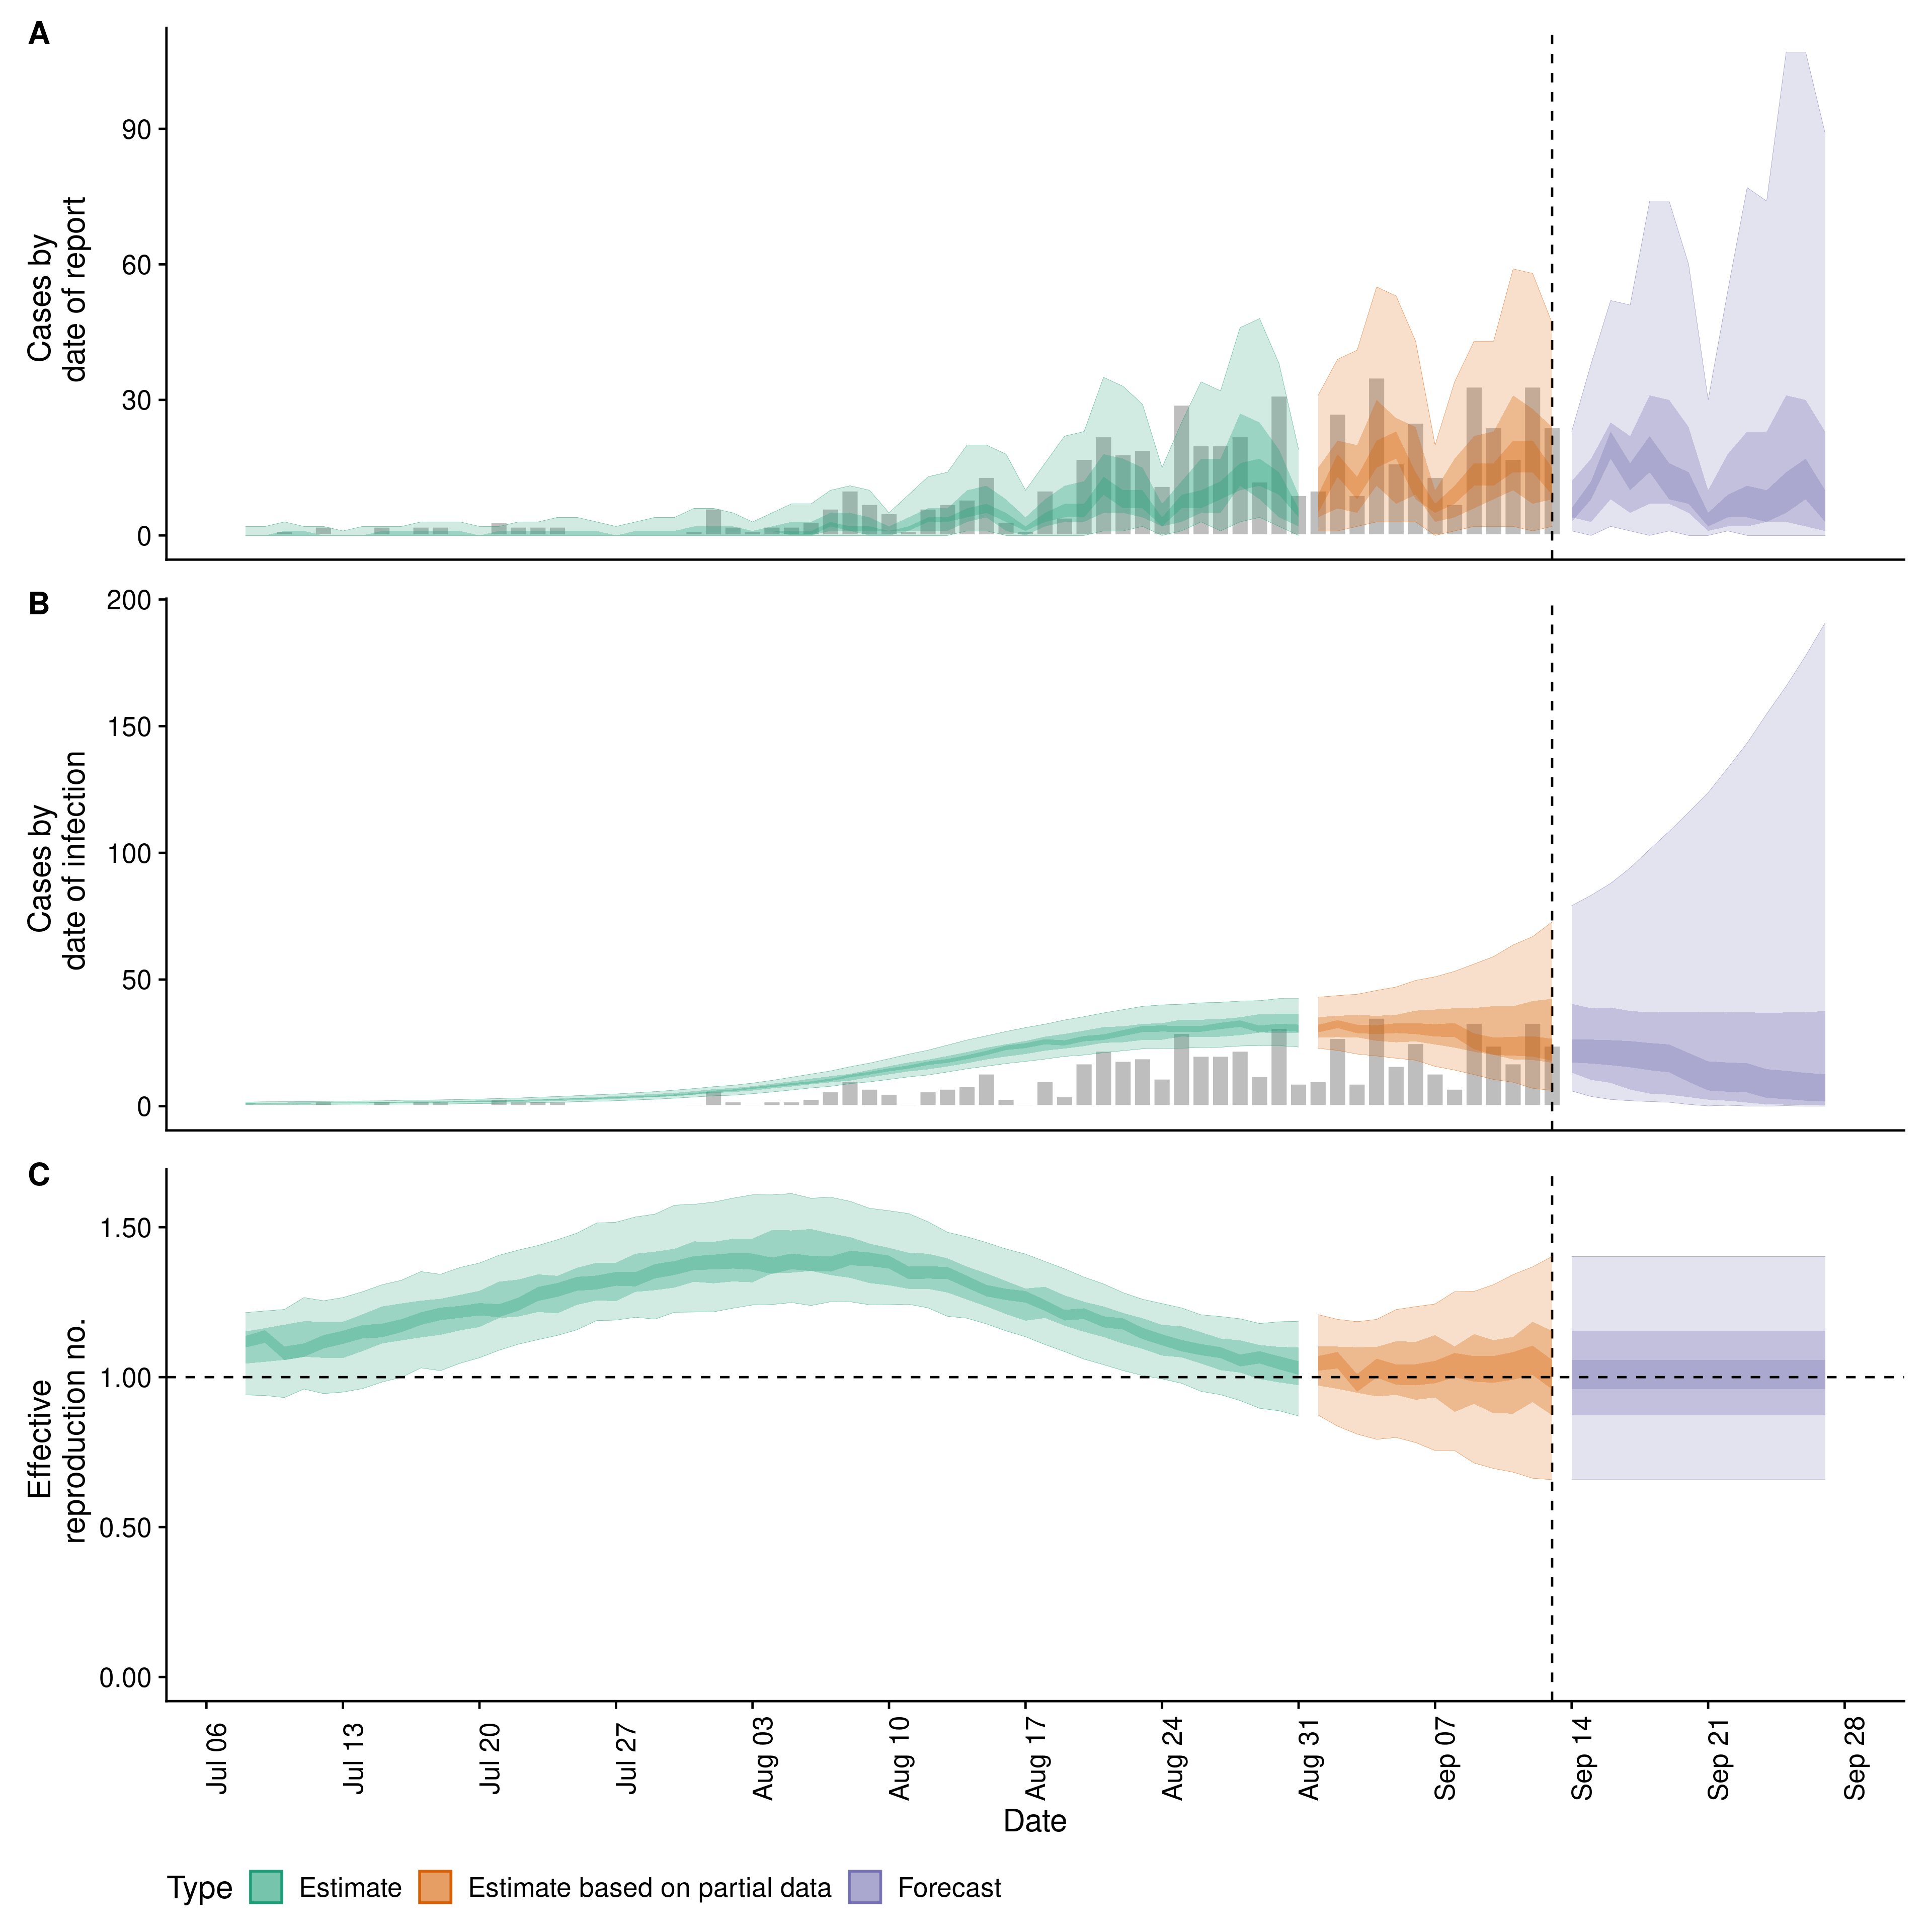 A
90
60
30
0
Cases by
date of report
B
200
150
100
50
0
Cases by
date of infection
C
1.50
1.00
0.50
0.00
Effective
reproduction no.
Jul 06
Jul 13
Jul 20
Jul 27
Aug 03
Aug 10
Aug 17
Aug 24
Aug 31
Sep 07
Sep 14
Sep 21
Sep 28
Date
Type Estimate Estimate based on partial data Forecast